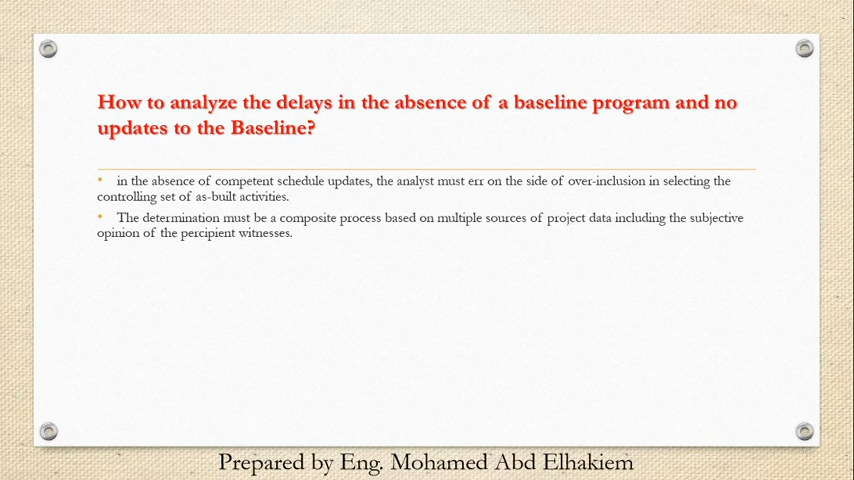 How to analyze the delays in the absence of a baseline program and no
updates to the Baseline?
• in the absence of competent schedule updates, the analyst must err on the side of over-inclusion in selecting the
controlling set of as-built activities.
• The determination must be a composite process based on multiple sources of project data including the subjective
opinion of the percipient witnesses.
Prepared by Eng. Mohamed Abd Elhakiem